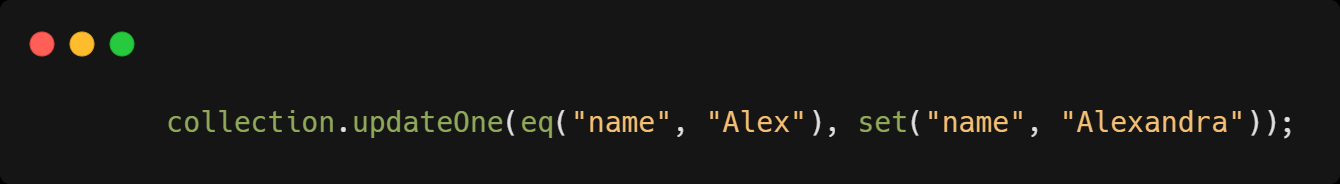 collection.updateOne(eq("name", "Alex"), set("name", "Alexandra"));